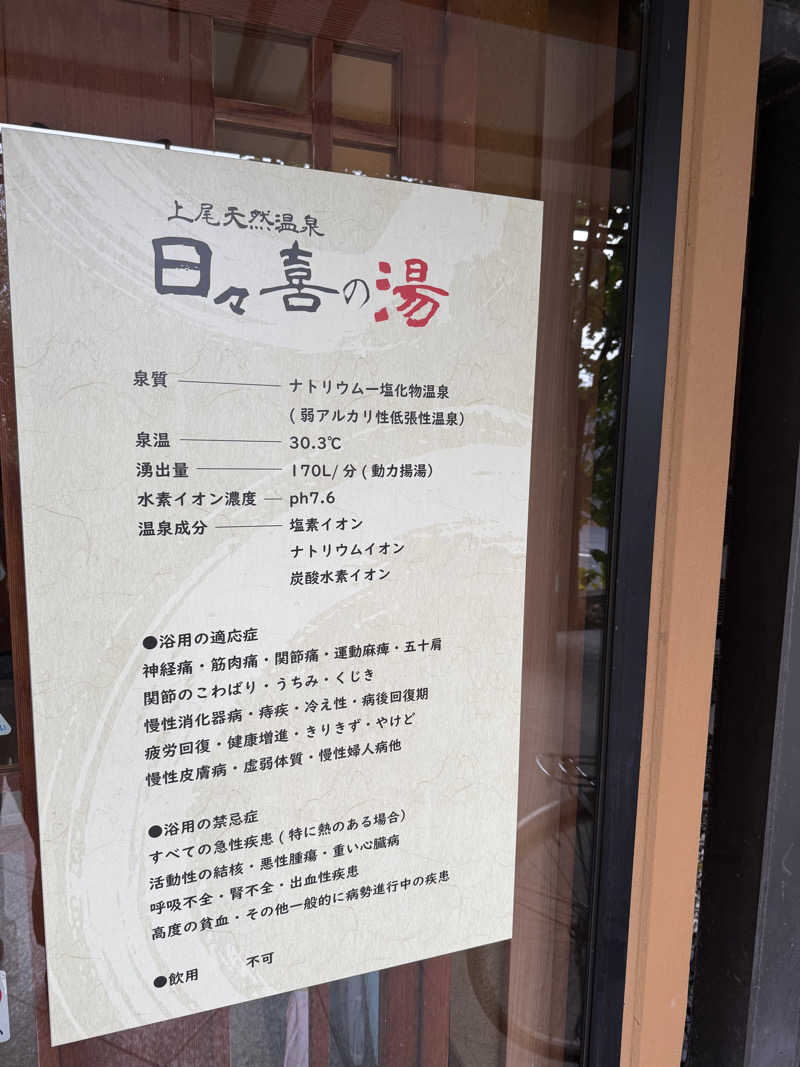 上尾天然温泉
日々喜の湯
泉質 ナトリウムー塩化物温泉
(弱アルカリ性低張性温泉)
泉温 30.3℃
湧出量 170L/分(動力揚湯)
水素イオン濃度 ph7.6
温泉成分 塩素イオン
ナトリウムイオン
炭酸水素イオン
●浴用の適応症
神経痛・筋肉痛・関節痛・運動麻痺・五十肩
関節のこわばり・うちみ・くじき
慢性消化器病・痔疾・冷え性・病後回復期
疲労回復・健康増進・きりきず・やけど
慢性皮膚病・虚弱体質・慢性婦人病他
●浴用の禁忌症
すべての急性疾患(特に熱のある場合)
活動性の結核・悪性腫瘍・重い心臓病
呼吸不全・腎不全・出血性疾患
高度の貧血・その他一般的に病勢進行中の疾患
●飲用 不可